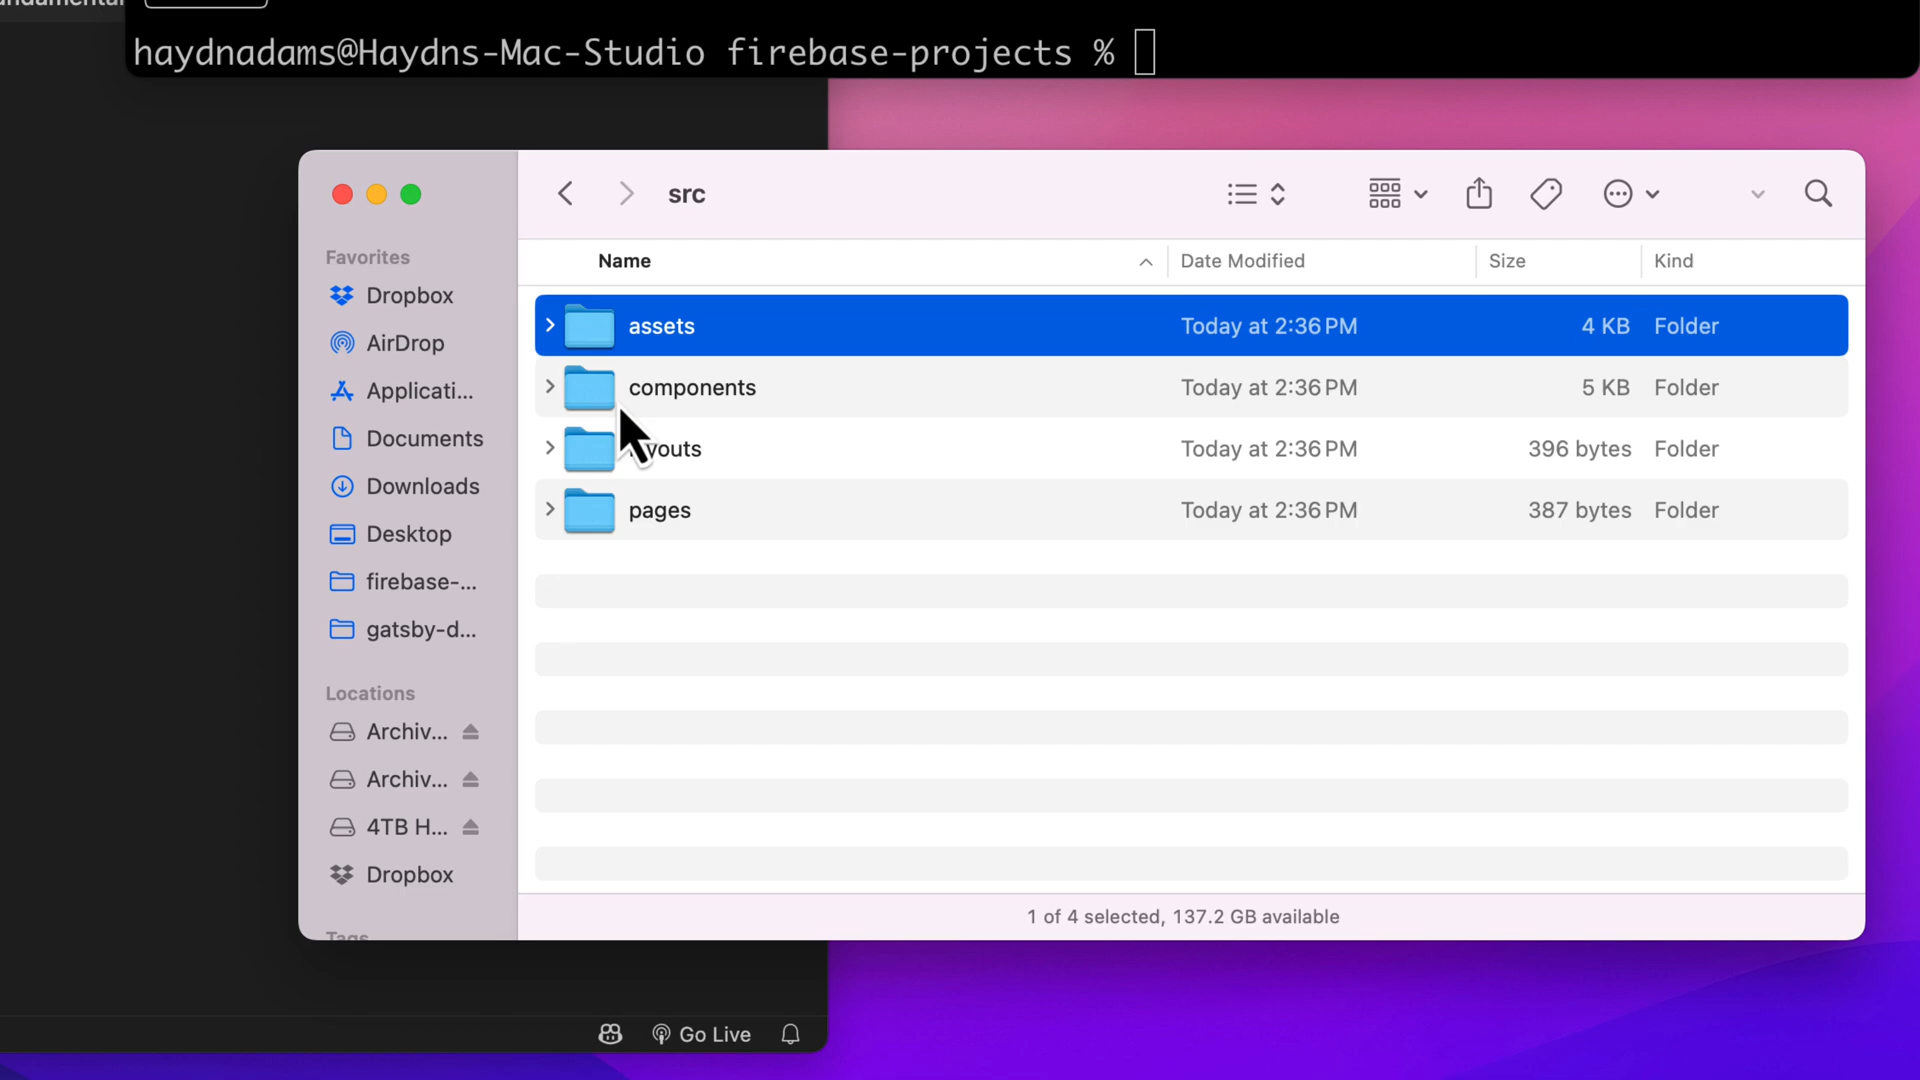 haydnadams@Haydns-Mac-Studio firebase-projects %
src
Name
Date Modified
Size
Kind
assets
Today at 2:36 PM
4 KB
Folder
components
Today at 2:36 PM
5 KB
Folder
youts
Today at 2:36 PM
396 bytes
Folder
pages
Today at 2:36 PM
387 bytes
Folder
Favorites
Dropbox
AirDrop
Applicati...
Documents
Downloads
Desktop
firebase-...
gatsby-d...
Locations
Archiv...
Archiv...
4TB H...
Dropbox
Tags
1 of 4 selected, 137.2 GB available
Go Live